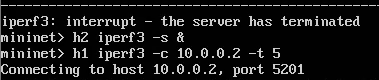 iperf3: interrupt - the server has terminated
mininet> h2 iperf3 -s &
mininet> h1 iperf3 -c 10.0.0.2 -t 5
Connecting to host 10.0.0.2, port 5201